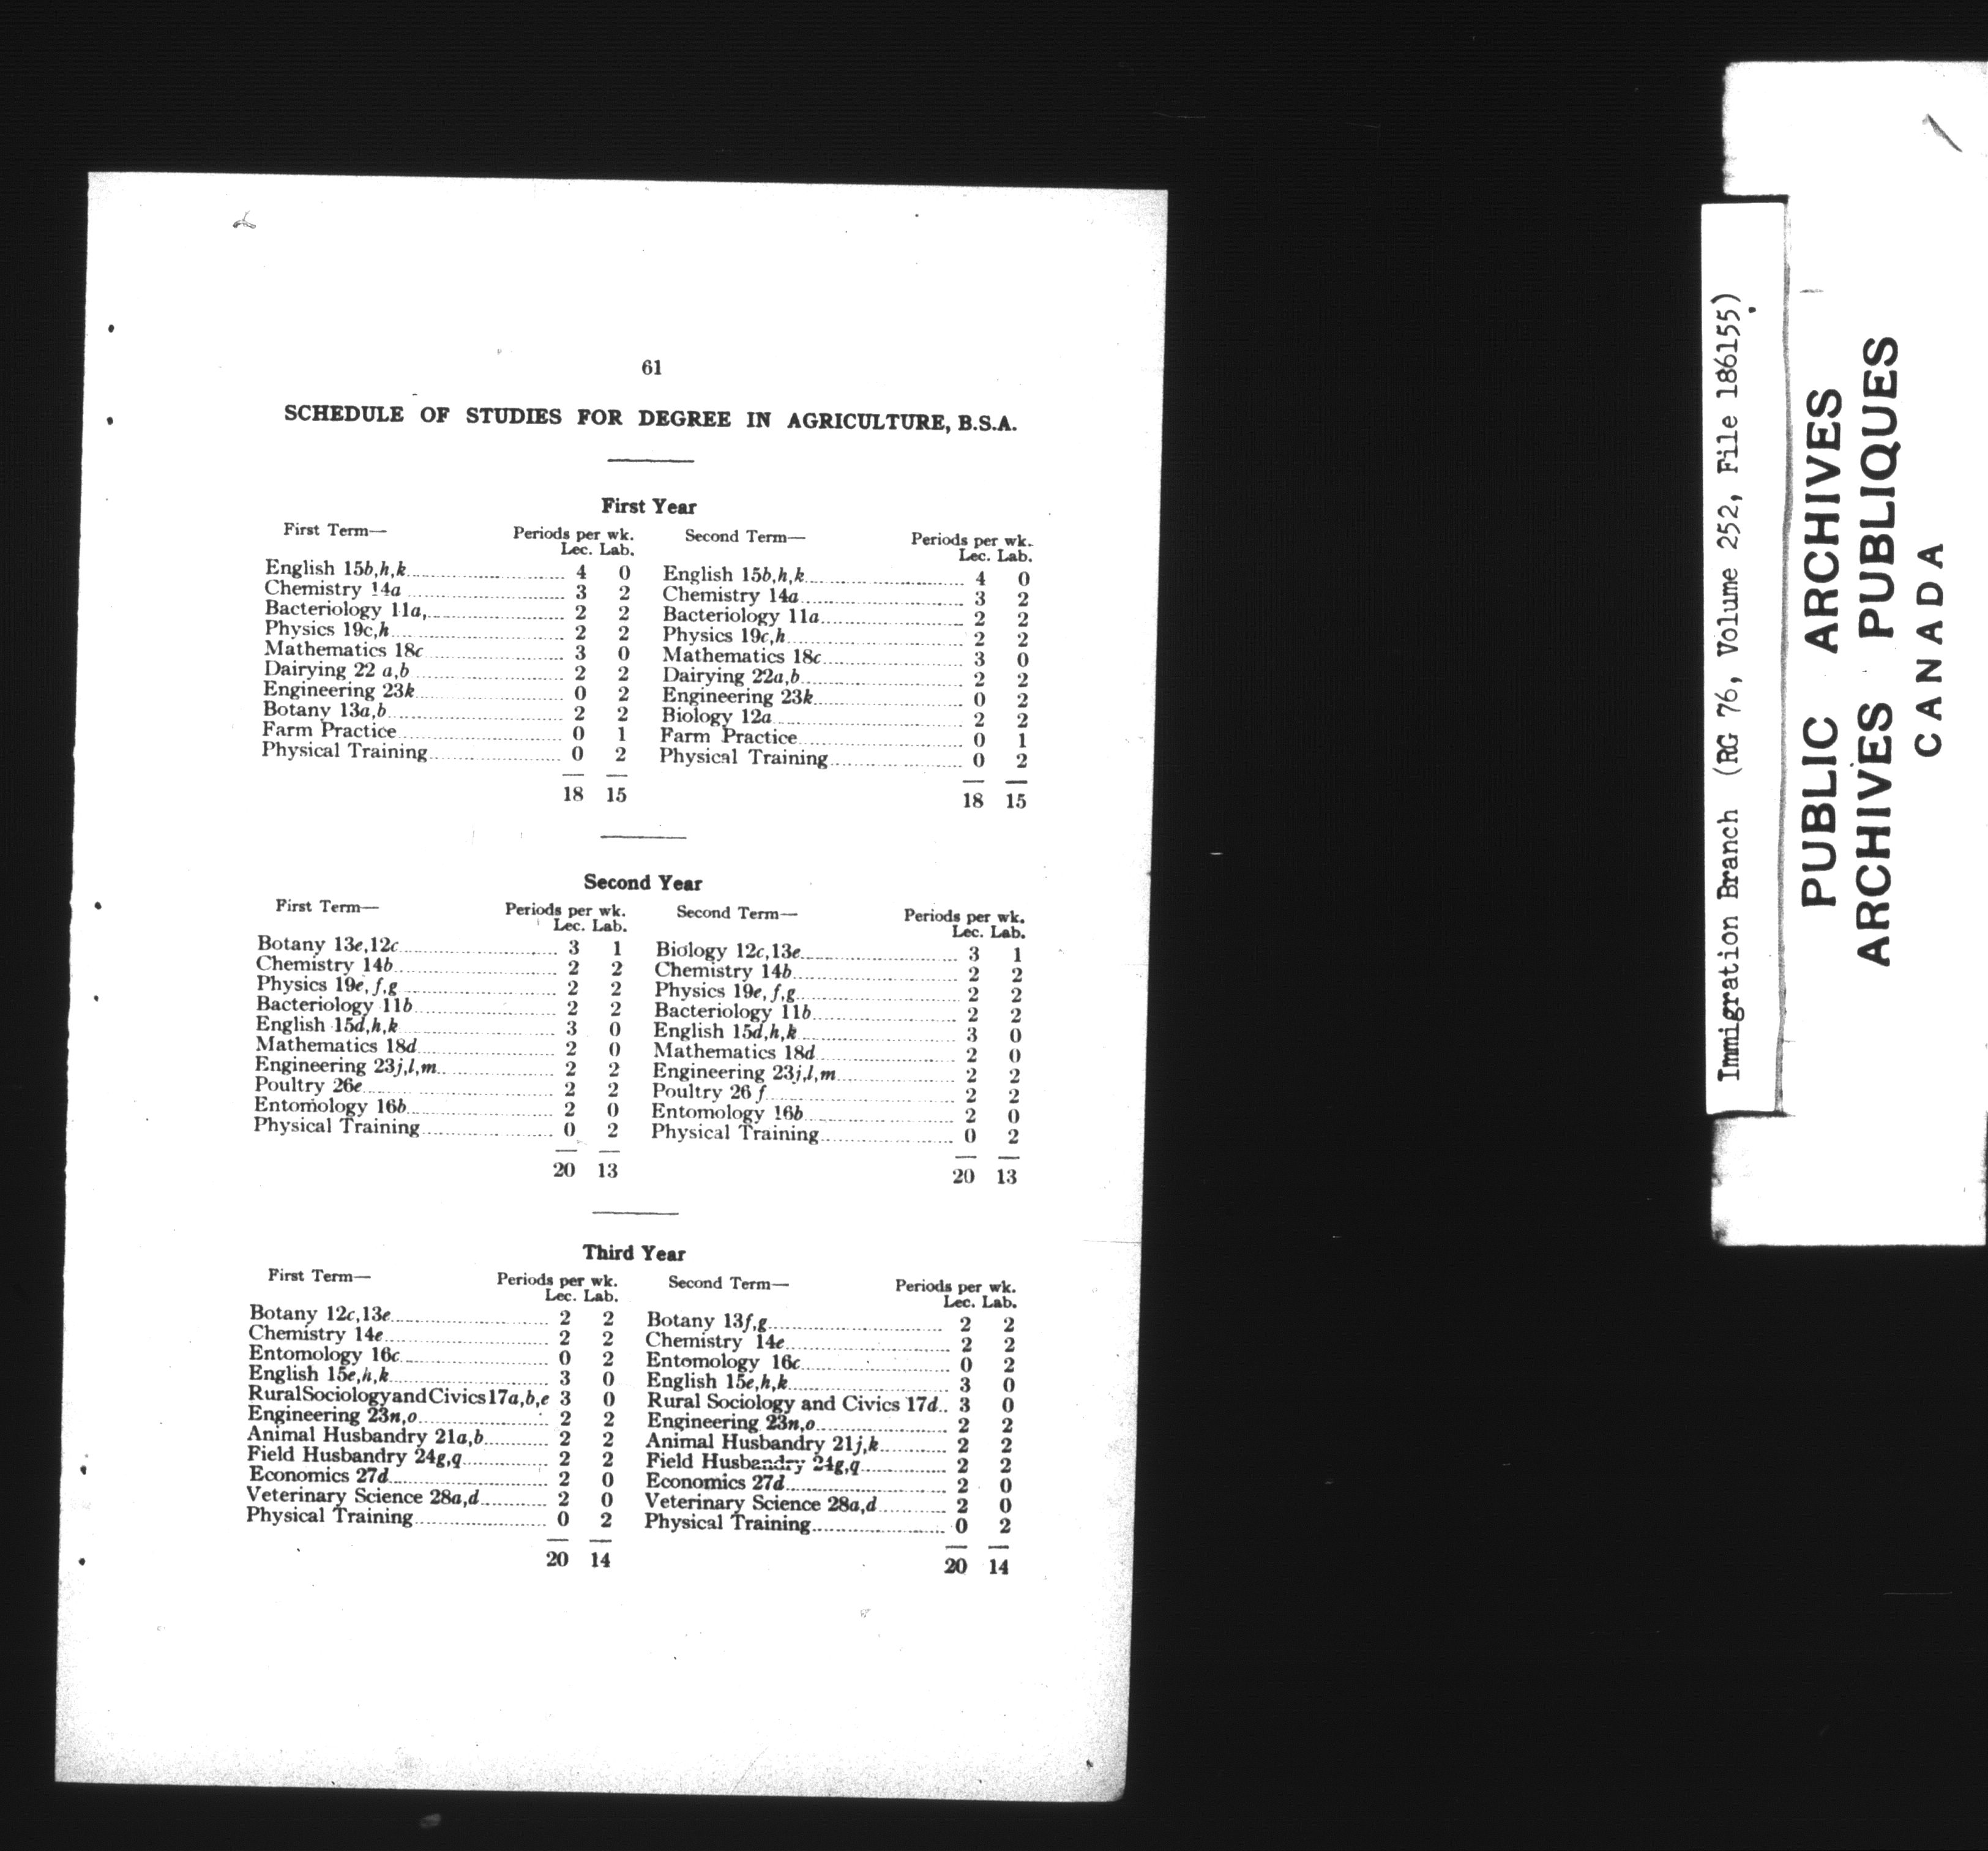 61
SCHEDULE OF STUDIES FOR DEGREE IN AGRICULTURE, B.S.A.
First Year
First Term— Periods per wk. Second Term— Periods per wk.
Lec. Lab. Lec. Lab.
English 15b,h,k 4 0 English 15b,h,k 4 0
Chemistry 14a 3 2 Chemistry 14a 3 2
Bacteriology 11a, 2 2 Bacteriology 11a 2 2
Physics 19c,h 2 2 Physics 19c,h 2 2
Mathematics 18c 3 0 Mathematics 18c 3 0
Dairying 22 a,b 2 2 Dairying 22a,b 2 2
Engineering 23k 0 2 Engineering 23k 0 2
Botany 13a,b 2 2 Biology 12a 2 2
Farm Practice 0 1 Farm Practice 0 1
Physical Training 0 2 Physical Training 0 2
18 15 18 15
Second Year
First Term— Periods per wk. Second Term— Periods per wk.
Lec. Lab. Lec. Lab.
Botany 13e,12c 3 1 Biology 12c,13e 3 1
Chemistry 14b 2 2 Chemistry 14b 2 2
Physics 19e,f,g 2 2 Physics 19e,f,g 2 2
Bacteriology 11b 2 2 Bacteriology 11b 2 2
English 15d,h,k 3 0 English 15d,h,k 3 0
Mathematics 18d 2 0 Mathematics 18d 2 0
Engineering 23j,l,m 2 2 Engineering 23j,l,m 2 2
Poultry 26e 2 2 Poultry 26 f 2 2
Entomology 16b 2 0 Entomology 16b 2 0
Physical Training 0 2 Physical Training 0 2
20 13 20 13
Third Year
First Term— Periods per wk. Second Term— Periods per wk.
Lec. Lab. Lec. Lab.
Botany 12c,13e 2 2 Botany 13f,g 2 2
Chemistry 14e 2 2 Chemistry 14e 2 2
Entomology 16c 0 2 Entomology 16c 0 2
English 15e,h,k 3 0 English 15e,h,k 3 0
Rural Sociology and Civics 17a,b,e 3 0 Rural Sociology and Civics 17d 3 0
Engineering 23n,o 2 2 Engineering 23n,o 2 2
Animal Husbandry 21a,b 2 2 Animal Husbandry 21j,k 2 2
Field Husbandry 24g,q 2 2 Field Husbandry 24g,q 2 2
Economics 27d 2 0 Economics 27d 2 0
Veterinary Science 28a,d 2 0 Veterinary Science 28a,d 2 0
Physical Training 0 2 Physical Training 0 2
20 14 20 14
Immigration Branch (RG 76, Volume 252, File 186155)
PUBLIC ARCHIVES
ARCHIVES PUBLIQUES
CANADA